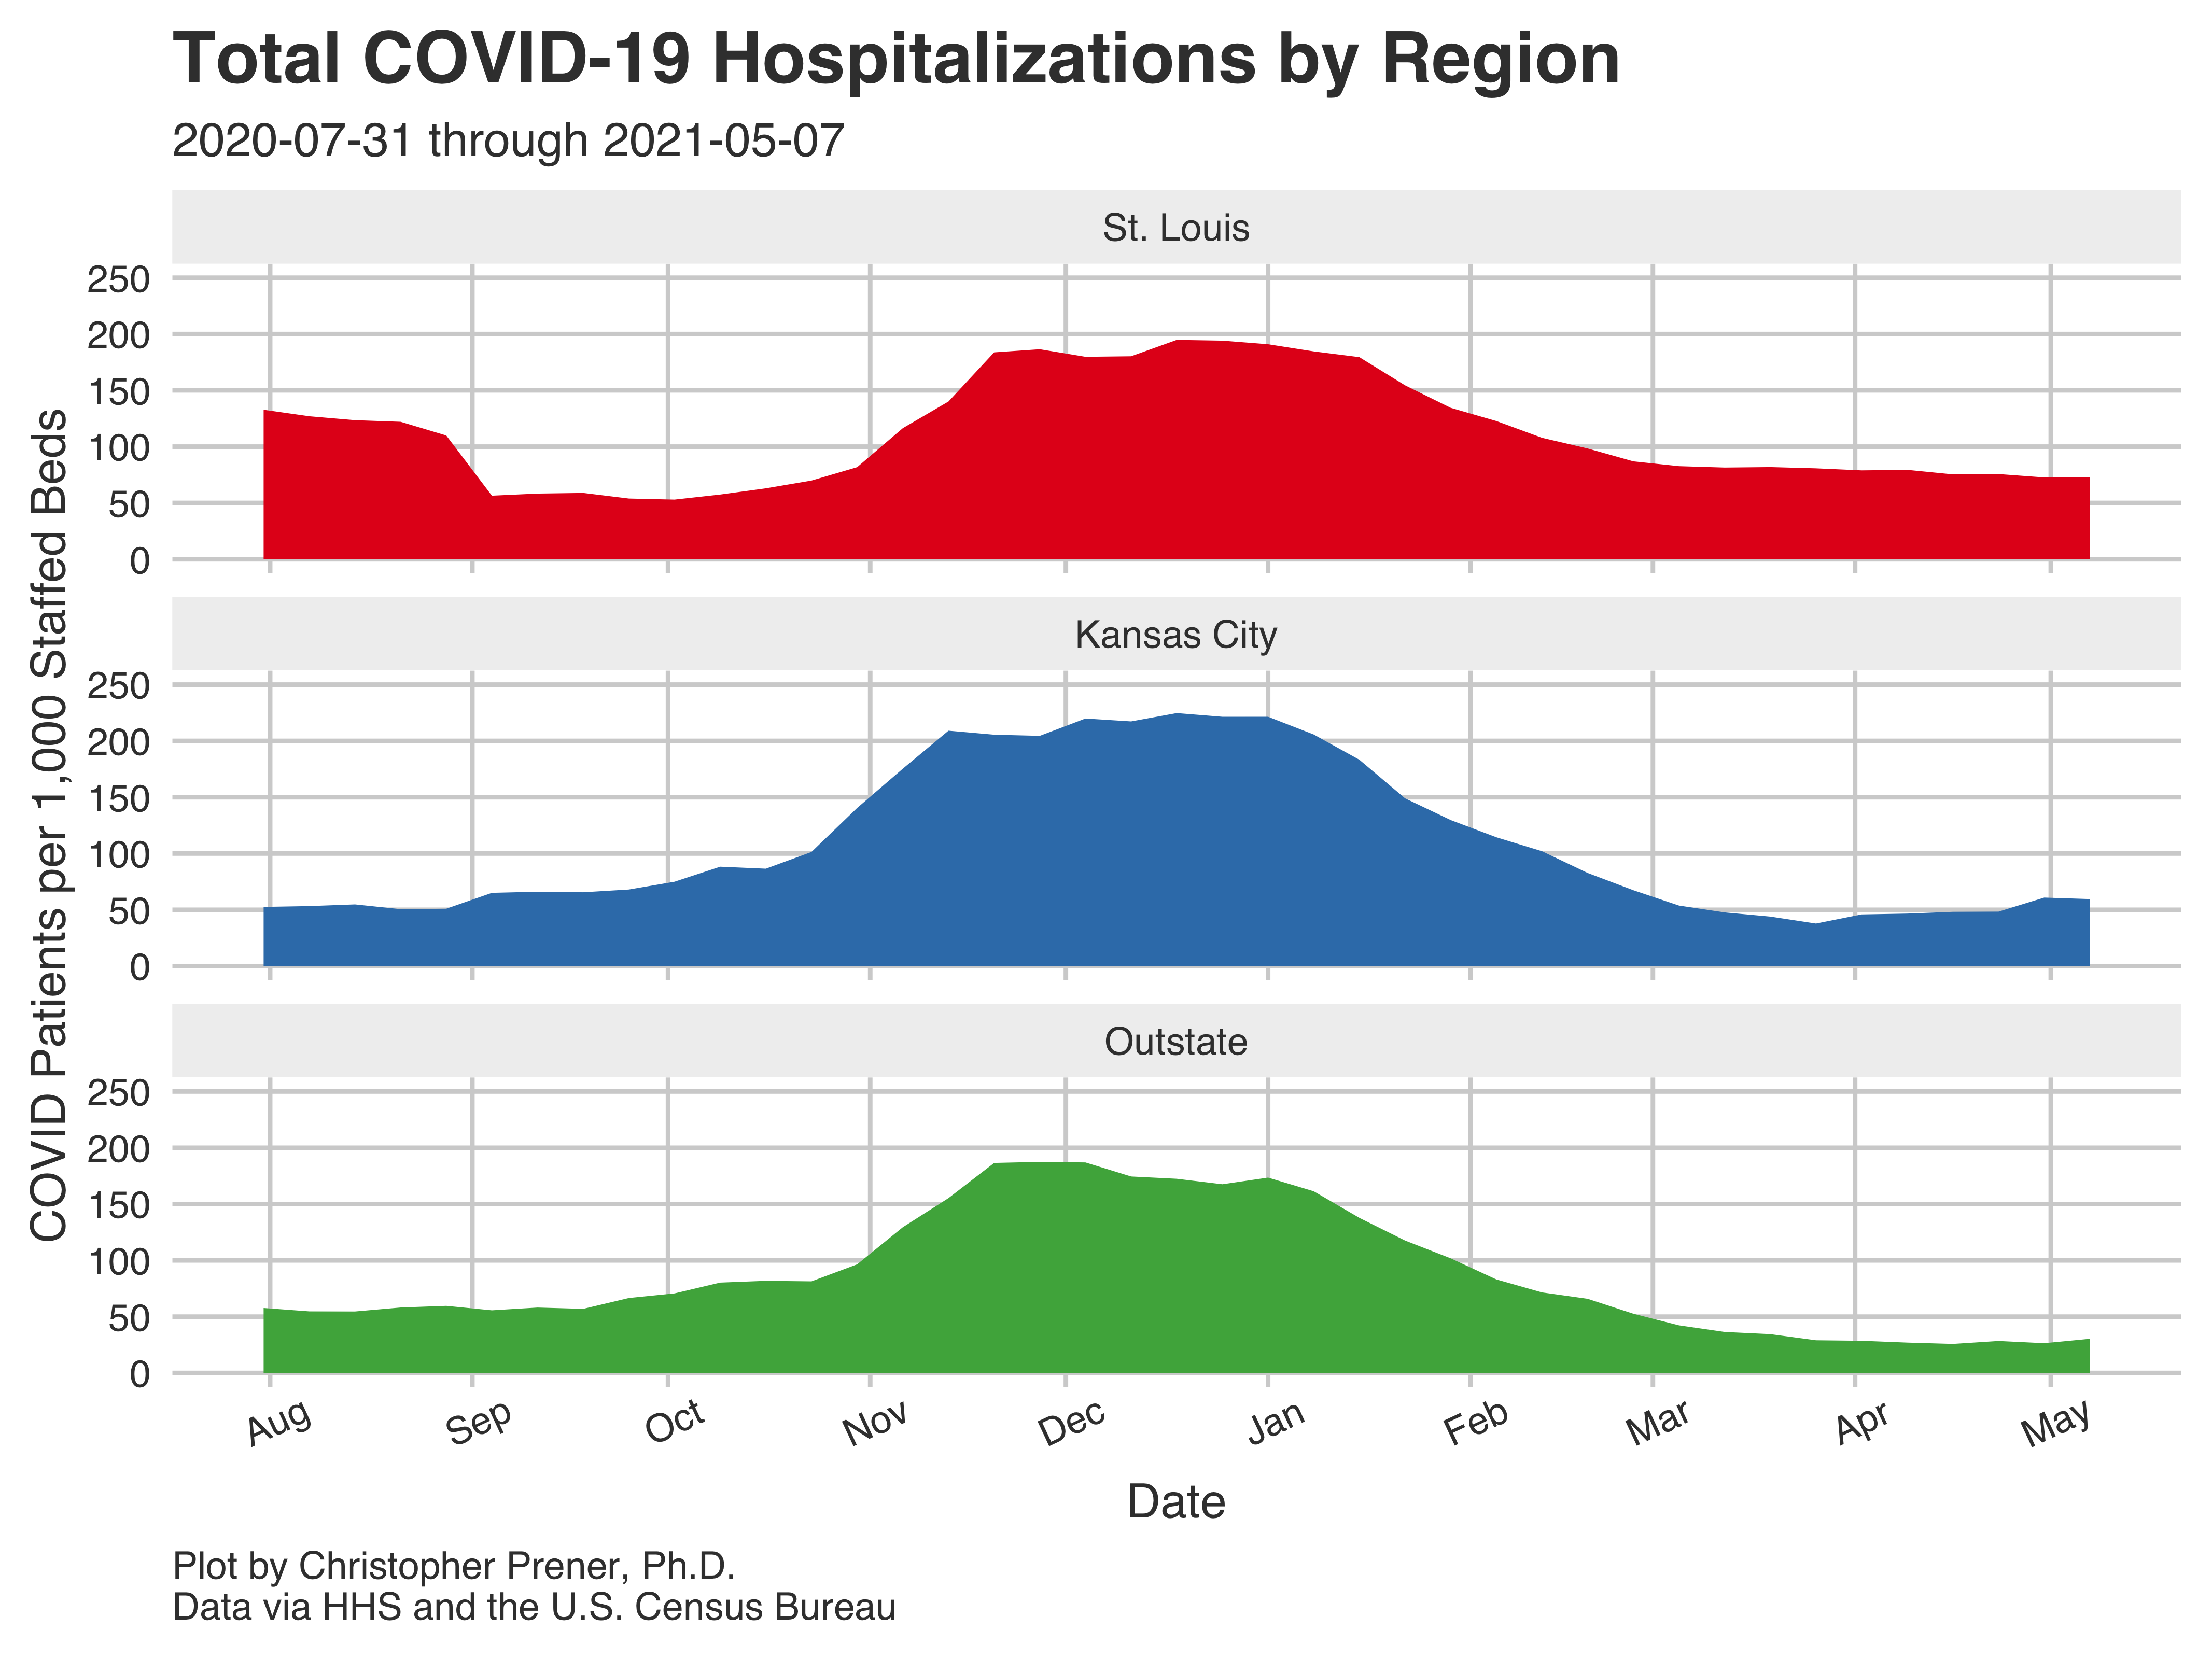 Total COVID-19 Hospitalizations by Region
2020-07-31 through 2021-05-07
COVID Patients per 1,000 Staffed Beds
St. Louis
250
200
150
100
50
0
Kansas City
250
200
150
100
50
0
Outstate
250
200
150
100
50
0
Aug Sep Oct Nov Dec Jan Feb Mar Apr May
Date
Plot by Christopher Prener, Ph.D.
Data via HHS and the U.S. Census Bureau